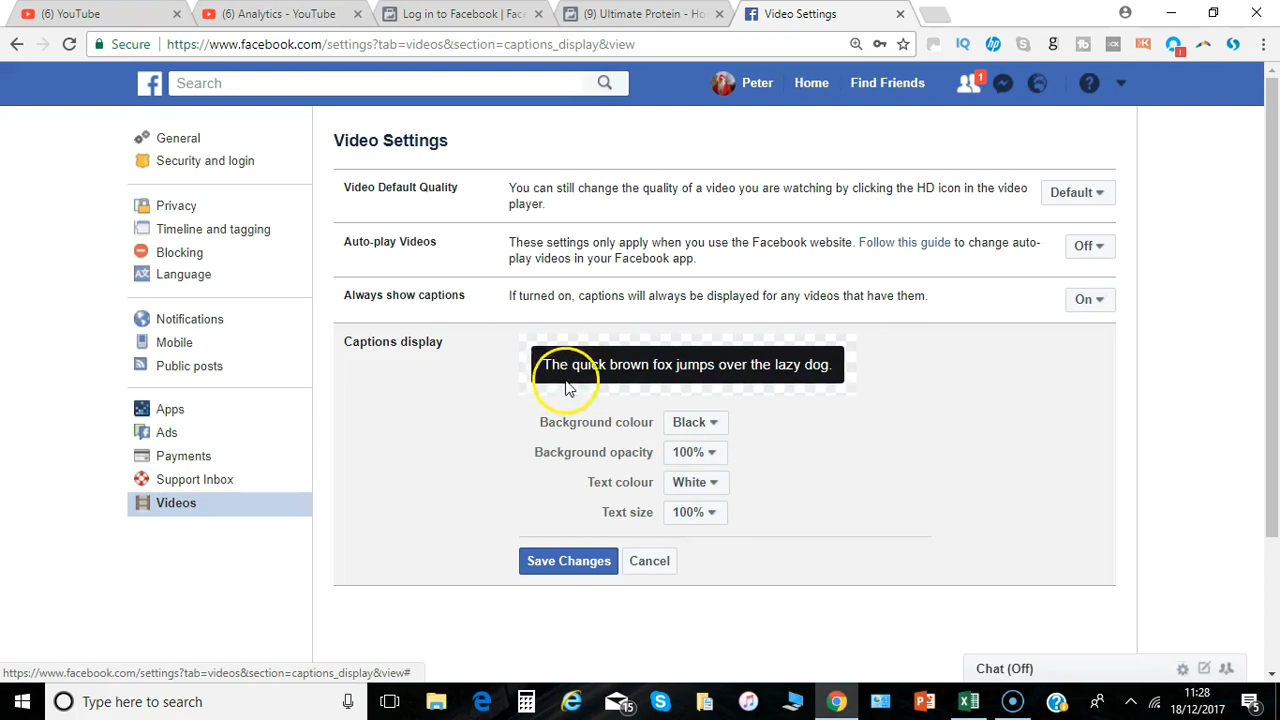 (6) YouTube
(6) Analytics - YouTube
Log in to Facebook | Fac
(9) Ultimate Protein - Ho
Video Settings
Secure
https://www.facebook.com/settings?tab=videos&section=captions_display&view
Search
Peter
Home
Find Friends
1
General
Security and login
Privacy
Timeline and tagging
Blocking
Language
Notifications
Mobile
Public posts
Apps
Ads
Payments
Support Inbox
Videos
Video Settings
Video Default Quality
You can still change the quality of a video you are watching by clicking the HD icon in the video
player.
Default
Auto-play Videos
These settings only apply when you use the Facebook website. Follow this guide to change auto-
play videos in your Facebook app.
Off
Always show captions
If turned on, captions will always be displayed for any videos that have them.
On
Captions display
The quick brown fox jumps over the lazy dog.
Background colour
Black
Background opacity
100%
Text colour
White
Text size
100%
Save Changes
Cancel
https://www.facebook.com/settings?tab=videos&section=captions_display&view#
Chat (Off)
Type here to search
15
11:28
18/12/2017
5